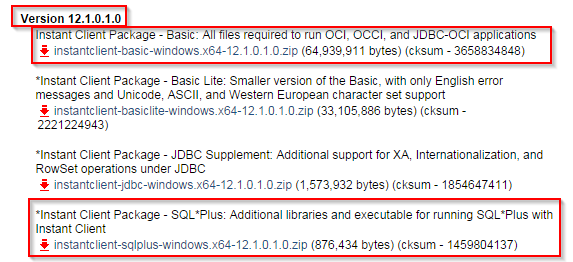 Version 12.1.0.1.0
Instant Client Package - Basic: All files required to run OCI, OCCI, and JDBC-OCI applications
instantclient-basic-windows.x64-12.1.0.1.0.zip (64,939,911 bytes) (cksum - 3658834848)
*Instant Client Package - Basic Lite: Smaller version of the Basic, with only English error
messages and Unicode, ASCII, and Western European character set support
instantclient-basiclite-windows.x64-12.1.0.1.0.zip (33,105,886 bytes) (cksum -
2221224943)
*Instant Client Package - JDBC Supplement: Additional support for XA, Internationalization, and
RowSet operations under JDBC
instantclient-jdbc-windows.x64-12.1.0.1.0.zip (1,573,932 bytes) (cksum - 1854647411)
*Instant Client Package - SQL*Plus: Additional libraries and executable for running SQL*Plus with
Instant Client
instantclient-sqlplus-windows.x64-12.1.0.1.0.zip (876,434 bytes) (cksum - 1459804137)